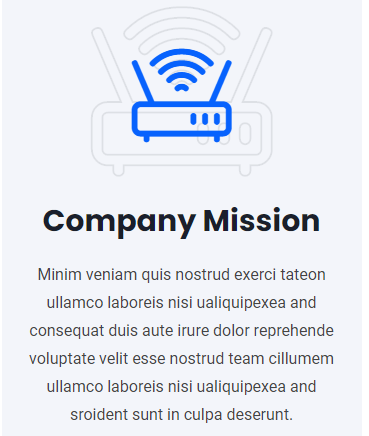 Company Mission
Minim veniam quis nostrud exerci tateon
ullamco laboreis nisi ualiquipexea and
consequat duis aute irure dolor reprehende
voluptate velit esse nostrud team cillumem
ullamco laboreis nisi ualiquipexea and
sroident sunt in culpa deserunt.